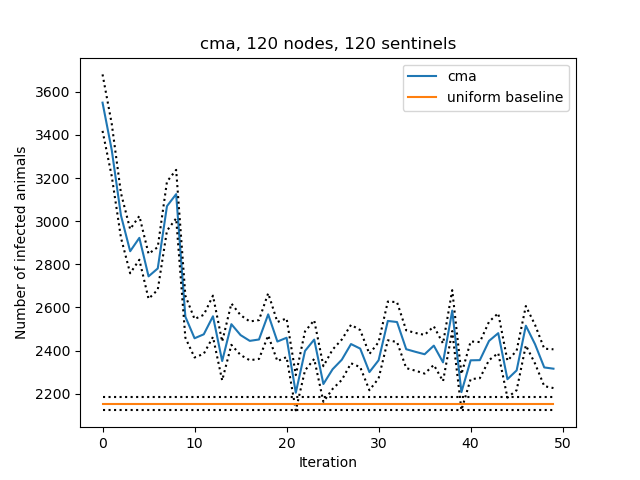 cma, 120 nodes, 120 sentinels
cma
uniform baseline
Number of infected animals
3600
3400
3200
3000
2800
2600
2400
2200
0 10 20 30 40 50
Iteration